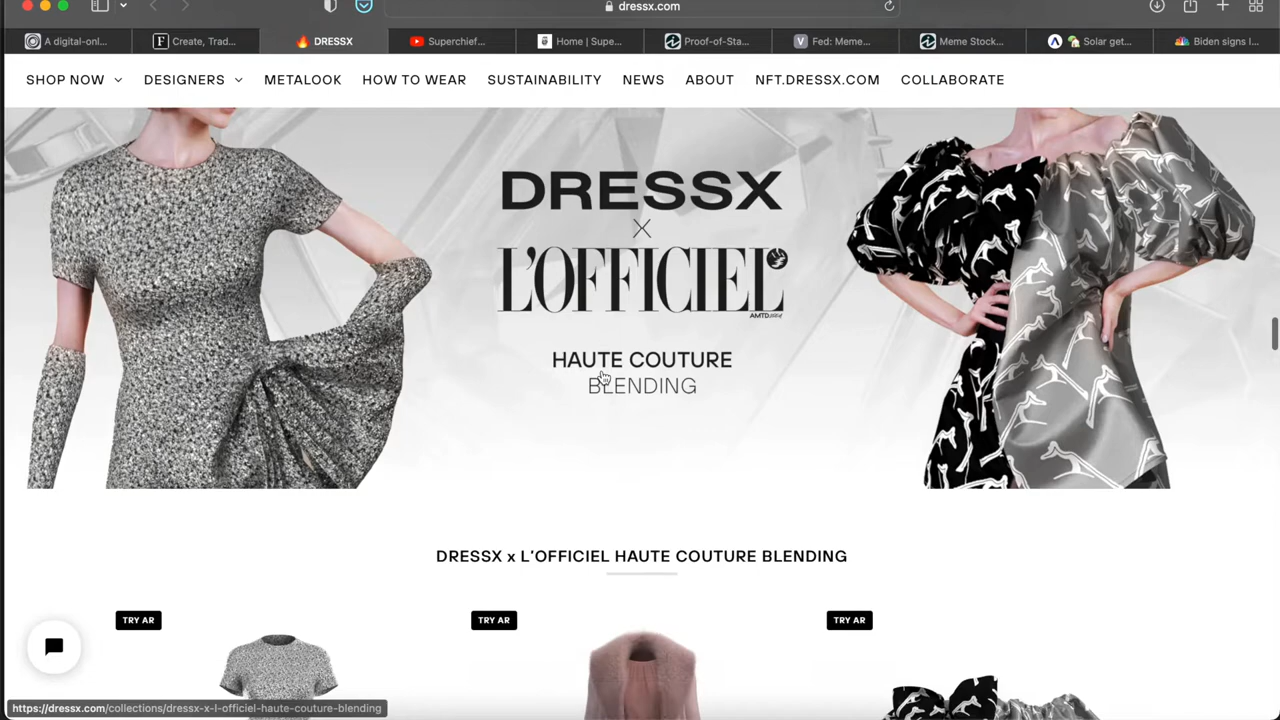 dressx.com
A digital-onl...
Create, Trad...
DRESSX
Superchief...
Home | Supe...
Proof-of-Sta...
Fed: Meme...
Meme Stock...
Solar get...
Biden signs l...
SHOP NOW
DESIGNERS
METALOOK
HOW TO WEAR
SUSTAINABILITY
NEWS
ABOUT
NFT.DRESSX.COM
COLLABORATE
DRESSX
X
L'OFFICIEL
HAUTE COUTURE
BLENDING
DRESSX x L'OFFICIEL HAUTE COUTURE BLENDING
TRY AR
TRY AR
TRY AR
https://dressx.com/collections/dressx-x-l-officiel-haute-couture-blending